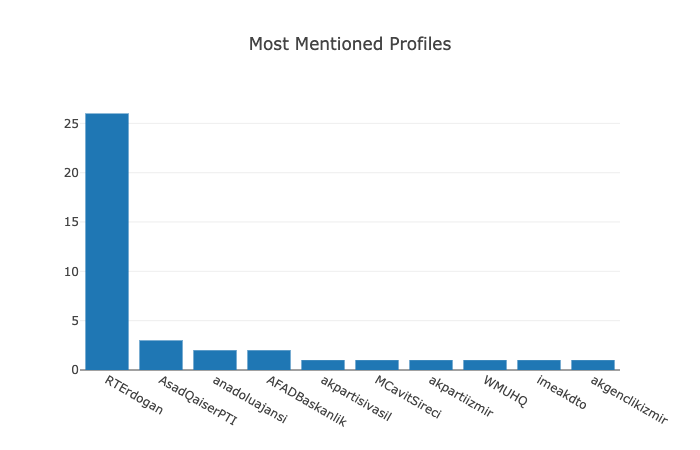 Most Mentioned Profiles
25
20
15
10
5
0
RTErdogan
AsadQaiserPTI
anadoluajansi
AFADBaskanlik
akpartisivasil
MCavitSireci
akpartiizmir
WMUHQ
imeakdto
akgenclikizmir